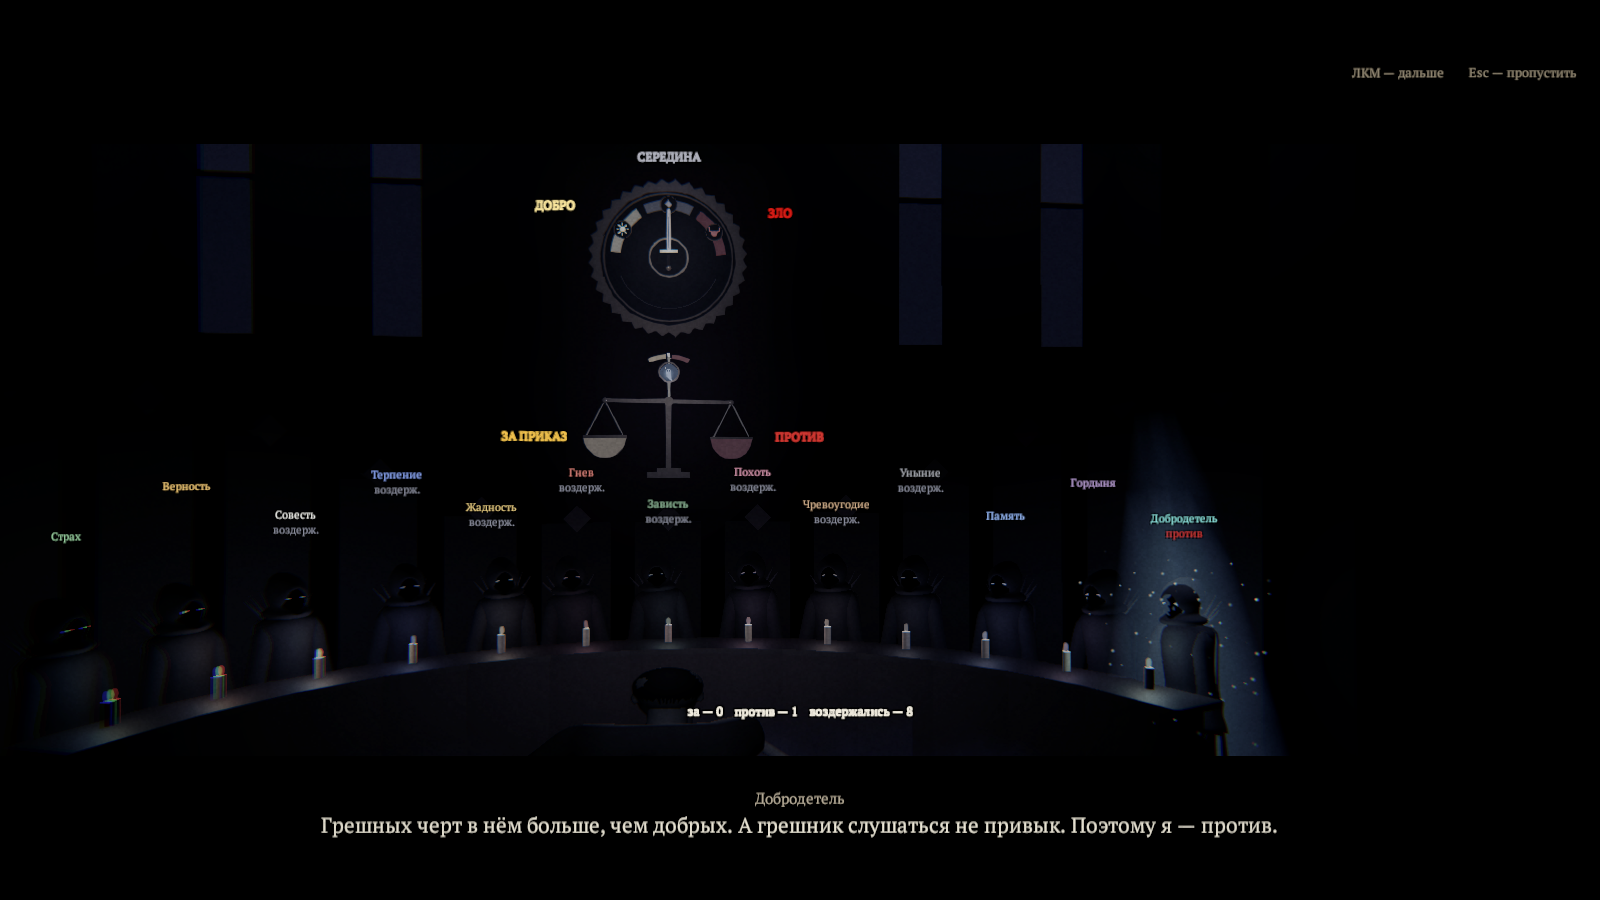 ЛКМ — дальше Esc — пропустить
СЕРЕДИНА
ДОБРО
ЗЛО
ЗА ПРИКАЗ
ПРОТИВ
Страх
Верность
Совесть
воздерж.
Терпение
воздерж.
Жадность
воздерж.
Гнев
воздерж.
Зависть
воздерж.
Похоть
воздерж.
Чревоугодие
воздерж.
Уныние
воздерж.
Память
Гордыня
Добродетель
против
за — 0 против — 1 воздержались — 8
Добродетель
Грешных черт в нём больше, чем добрых. А грешник слушаться не привык. Поэтому я — против.